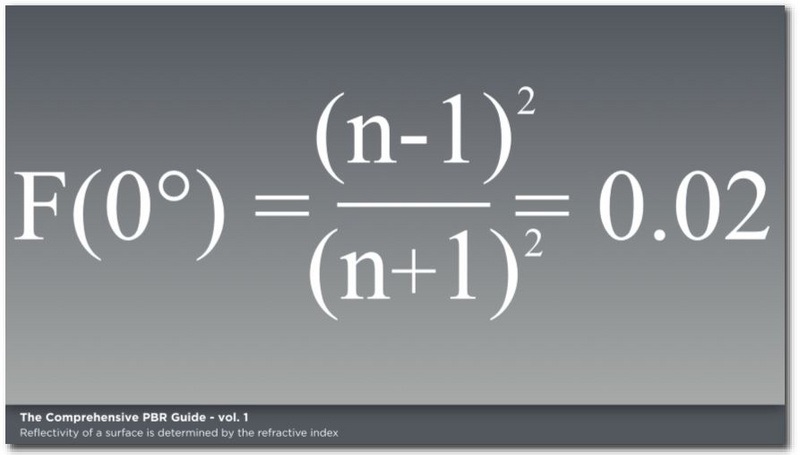 F(0°) = (n-1)² / (n+1)² = 0.02
The Comprehensive PBR Guide - vol. 1
Reflectivity of a surface is determined by the refractive index